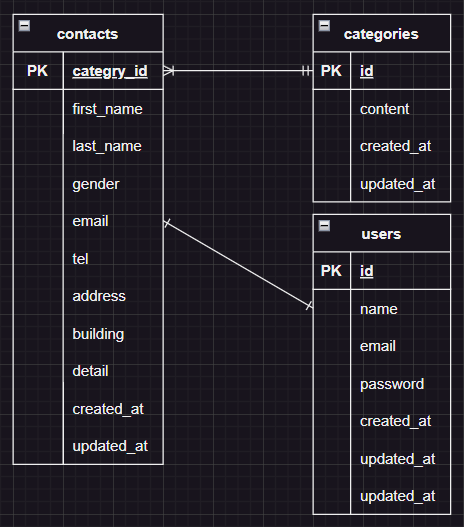 contacts
PK categry_id
first_name
last_name
gender
email
tel
address
building
detail
created_at
updated_at
categories
PK id
content
created_at
updated_at
users
PK id
name
email
password
created_at
updated_at
updated_at